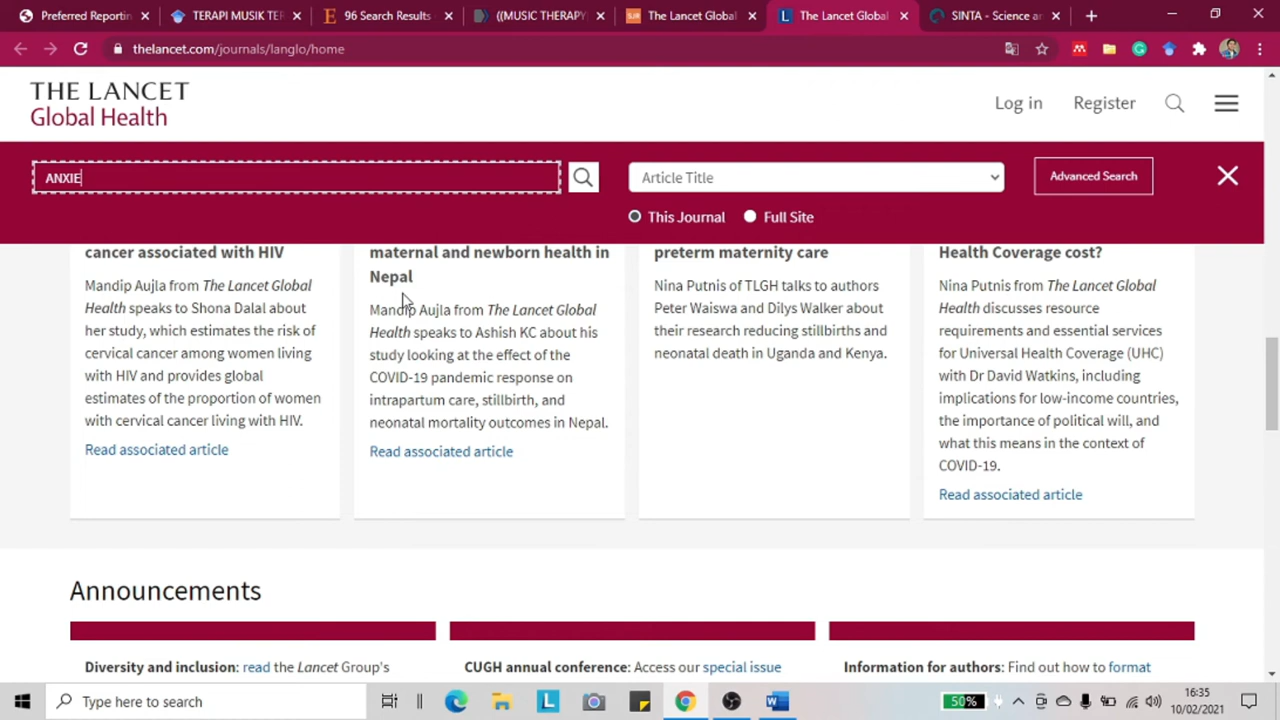 Preferred Reportin
TERAPI MUSIK TER
96 Search Results
((MUSIC THERAPY
SJR
The Lancet Global
L
The Lancet Global
SINTA - Science an
thelancet.com/journals/langlo/home
THE LANCET
Global Health
Log in
Register
ANXIE
Article Title
Advanced Search
This Journal
Full Site
cancer associated with HIV
Mandip Aujla from The Lancet Global
Health speaks to Shona Dalal about
her study, which estimates the risk of
cervical cancer among women living
with HIV and provides global
estimates of the proportion of women
with cervical cancer living with HIV.
Read associated article
maternal and newborn health in
Nepal
Mandip Aujla from The Lancet Global
Health speaks to Ashish KC about his
study looking at the effect of the
COVID-19 pandemic response on
intrapartum care, stillbirth, and
neonatal mortality outcomes in Nepal.
Read associated article
preterm maternity care
Nina Putnis of TLGH talks to authors
Peter Waiswa and Dilys Walker about
their research reducing stillbirths and
neonatal death in Uganda and Kenya.
Health Coverage cost?
Nina Putnis from The Lancet Global
Health discusses resource
requirements and essential services
for Universal Health Coverage (UHC)
with Dr David Watkins, including
implications for low-income countries,
the importance of political will, and
what this means in the context of
COVID-19.
Read associated article
Announcements
Diversity and inclusion: read the Lancet Group's
CUGH annual conference: Access our special issue
Information for authors: Find out how to format
Type here to search
50%
16:35
10/02/2021